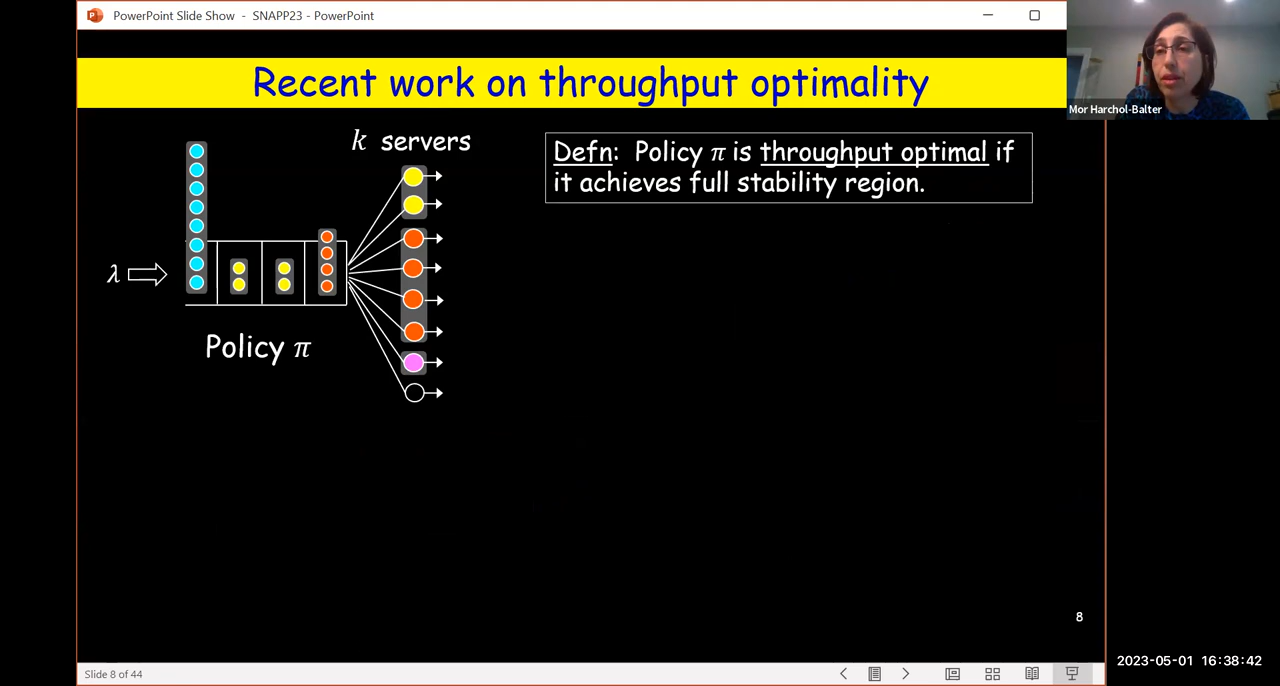 PowerPoint Slide Show - SNAPP23 - PowerPoint
Mor Harchol-Balter
Recent work on throughput optimality
k servers
Defn: Policy π is throughput optimal if
it achieves full stability region.
λ
Policy π
8
Slide 8 of 44
2023-05-01 16:38:42